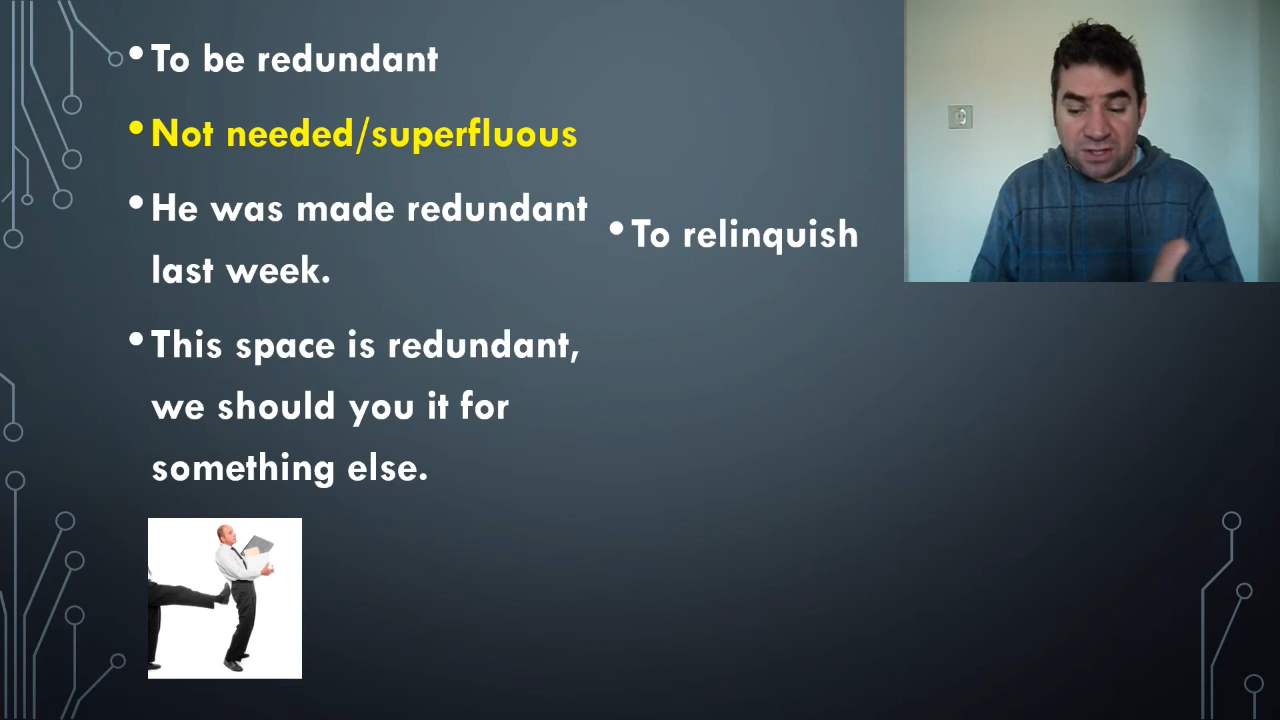 To be redundant
Not needed/superfluous
He was made redundant
last week.
This space is redundant,
we should you it for
something else.
To relinquish